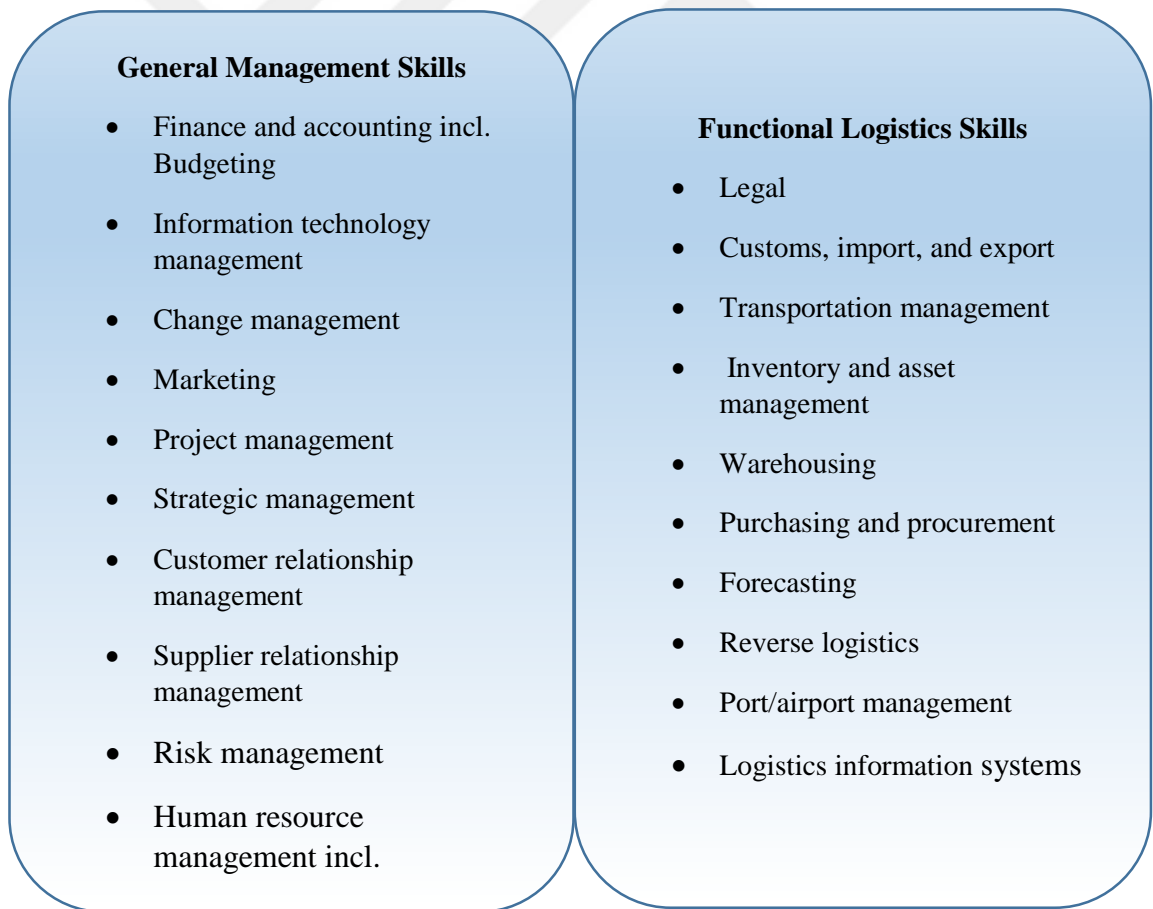 General Management Skills
• Finance and accounting incl.
Budgeting
• Information technology
management
• Change management
• Marketing
• Project management
• Strategic management
• Customer relationship
management
• Supplier relationship
management
• Risk management
• Human resource
management incl.
Functional Logistics Skills
• Legal
• Customs, import, and export
• Transportation management
• Inventory and asset
management
• Warehousing
• Purchasing and procurement
• Forecasting
• Reverse logistics
• Port/airport management
• Logistics information systems